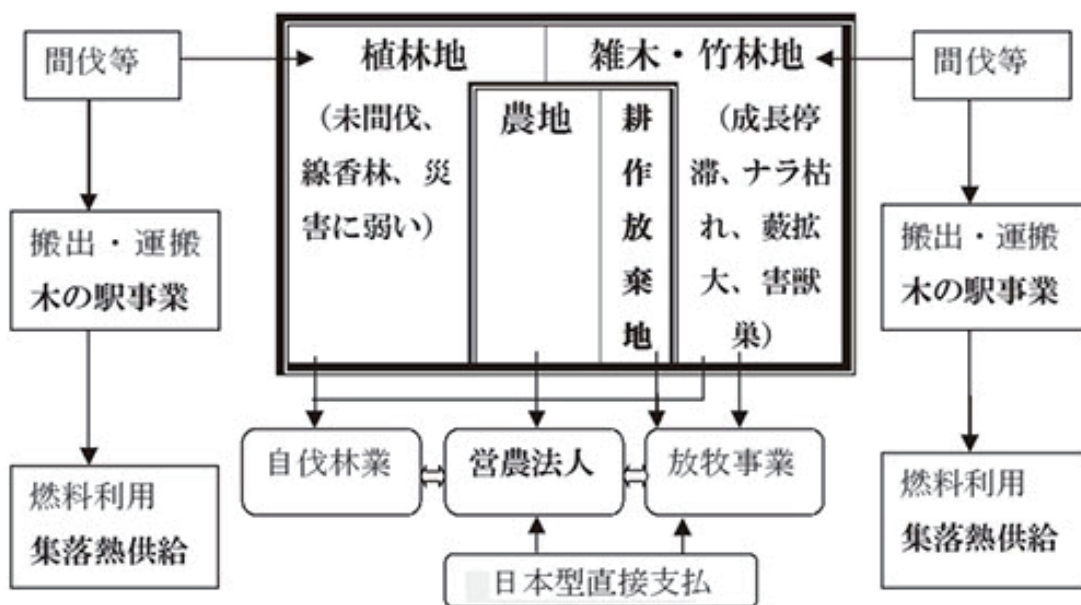 間伐等
植林地
雑木・竹林地
間伐等
（未間伐、
線香林、災
害に弱い）
農地
耕作放棄地
（成長停
滞、ナラ枯
れ、藪拡
大、害獣
巣）
搬出・運搬
木の駅事業
搬出・運搬
木の駅事業
自伐林業
営農法人
放牧事業
燃料利用
集落熱供給
燃料利用
集落熱供給
日本型直接支払